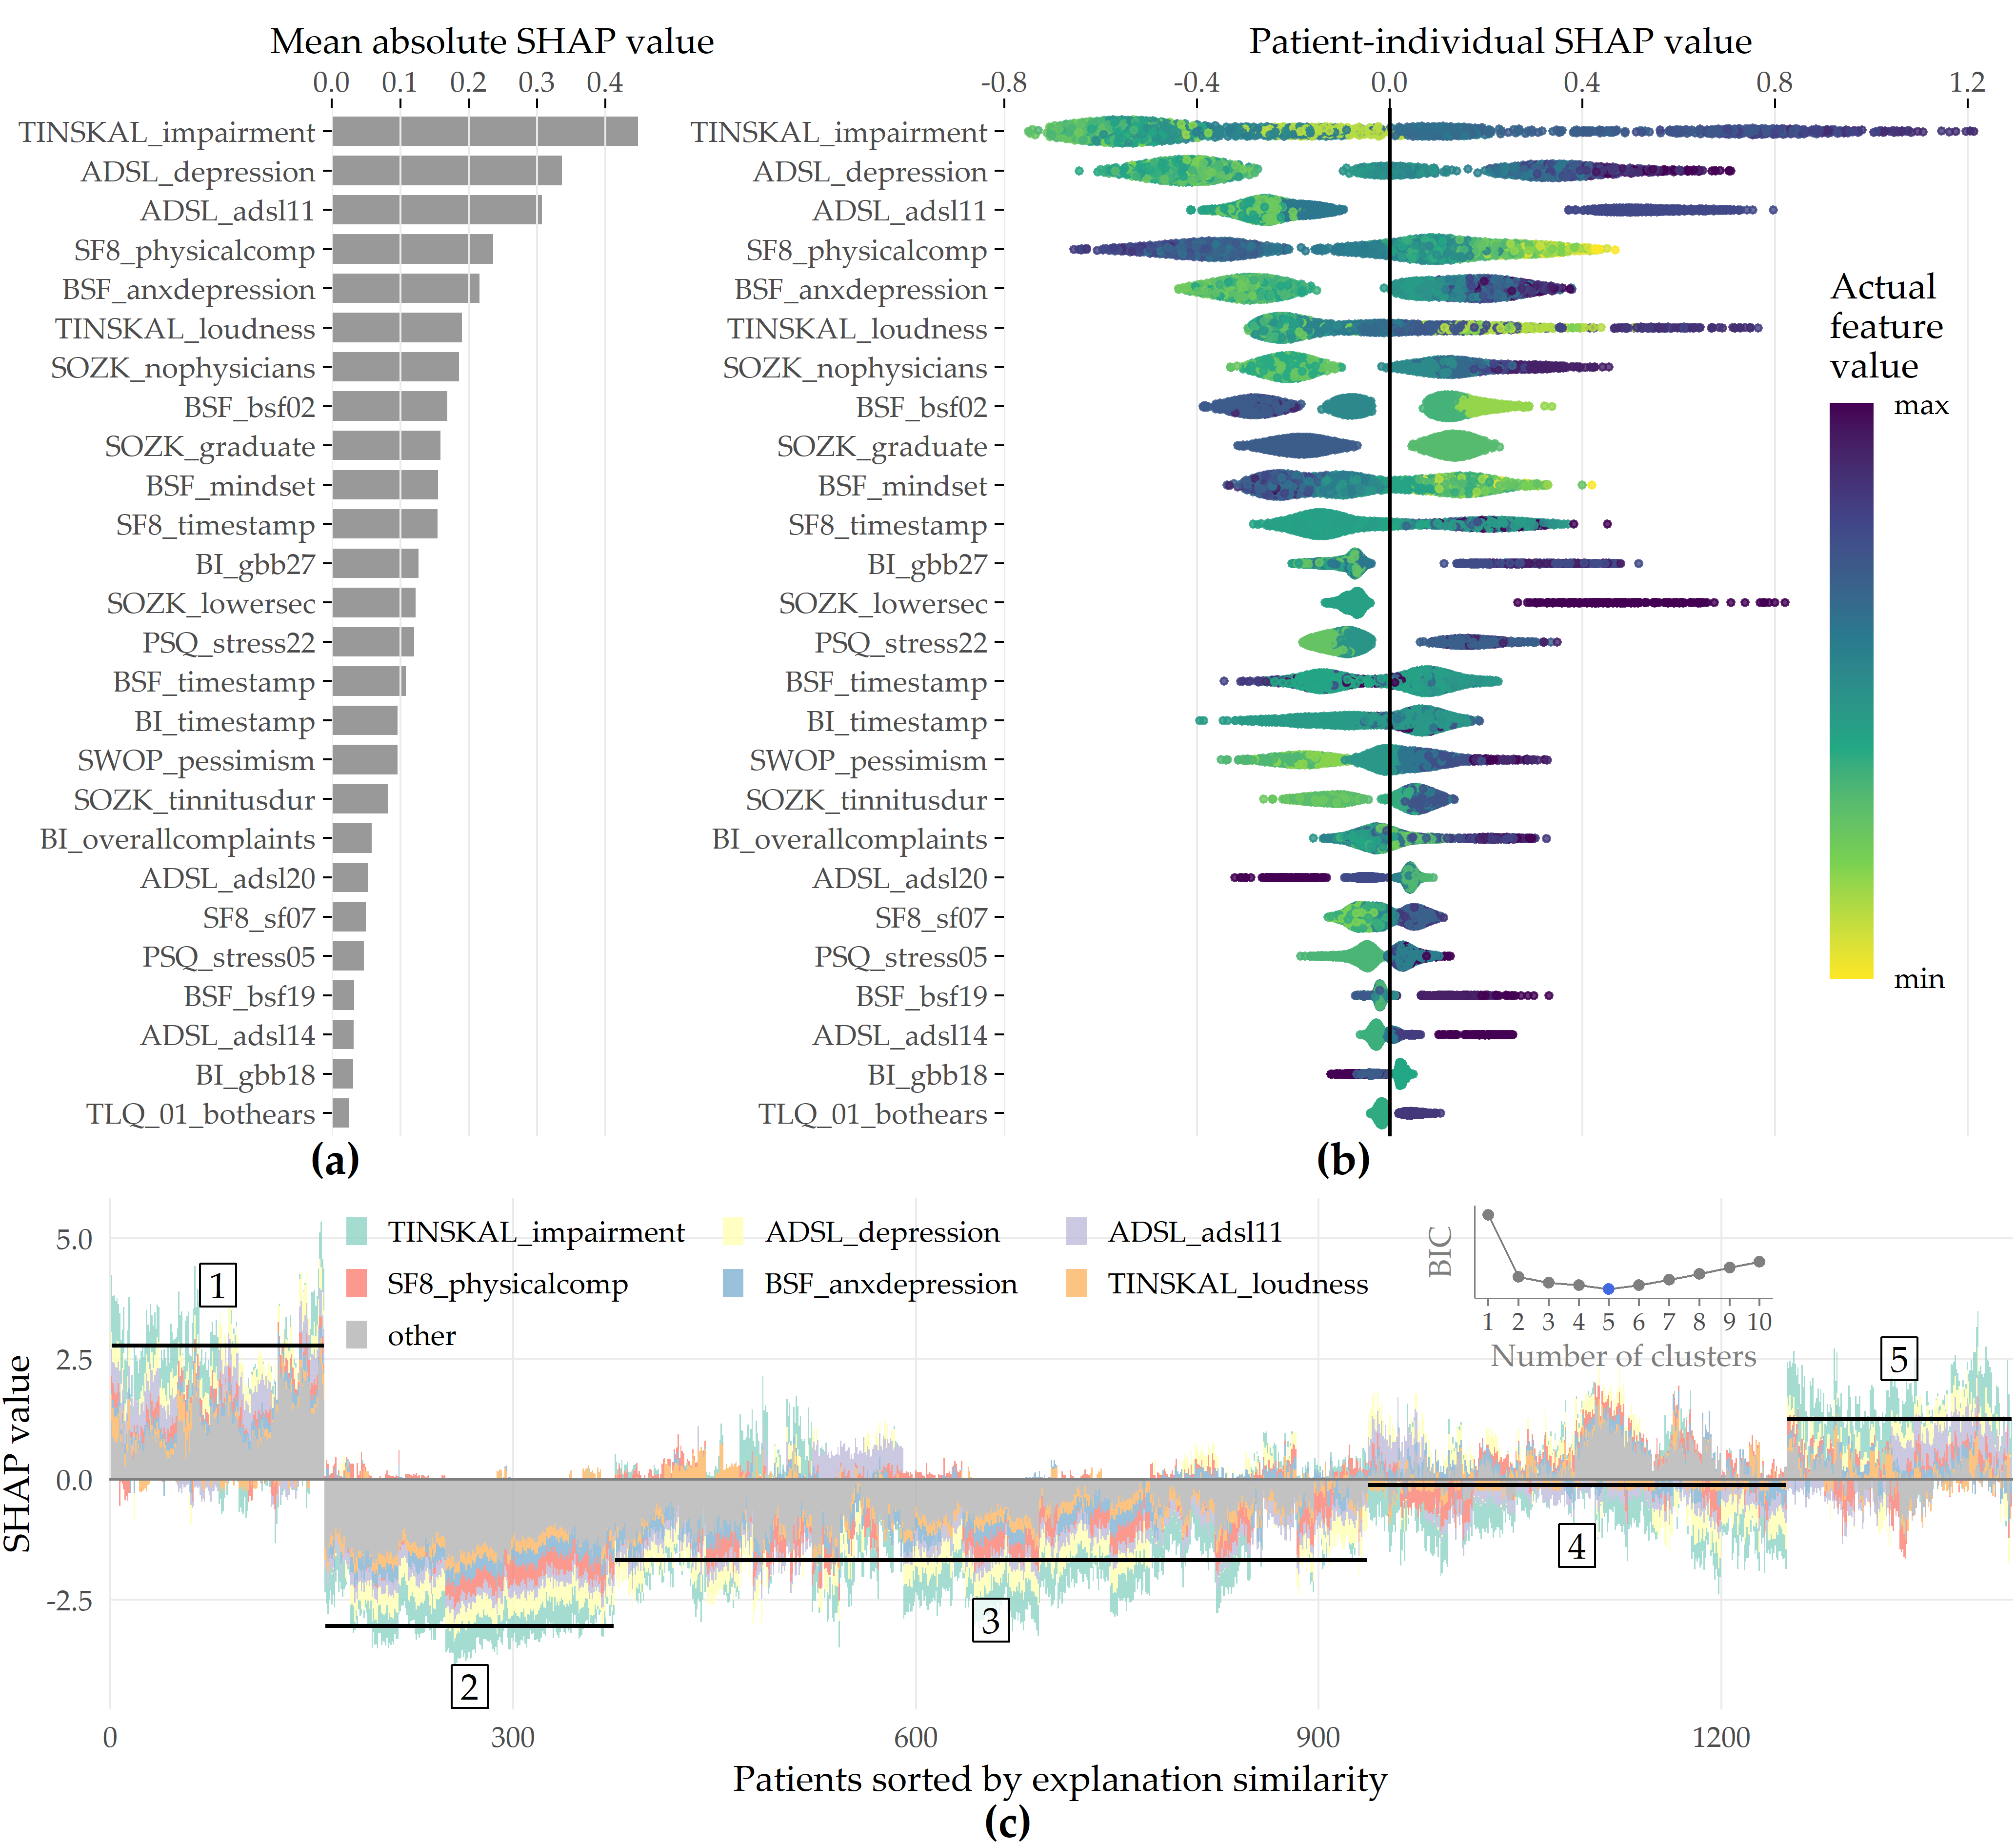 Mean absolute SHAP value
0.0 0.1 0.2 0.3 0.4
TINSKAL_impairment
ADSL_depression
ADSL_adsl11
SF8_physicalcomp
BSF_anxdepression
TINSKAL_loudness
SOZK_nophysicians
BSF_bsf02
SOZK_graduate
BSF_mindset
SF8_timestamp
BI_gbb27
SOZK_lowersec
PSQ_stress22
BSF_timestamp
BI_timestamp
SWOP_pessimism
SOZK_tinnitusdur
BI_overallcomplaints
ADSL_adsl20
SF8_sf07
PSQ_stress05
BSF_bsf19
ADSL_adsl14
BI_gbb18
TLQ_01_bothears
(a)
Patient-individual SHAP value
-0.8 -0.4 0.0 0.4 0.8 1.2
TINSKAL_impairment
ADSL_depression
ADSL_adsl11
SF8_physicalcomp
BSF_anxdepression
TINSKAL_loudness
SOZK_nophysicians
BSF_bsf02
SOZK_graduate
BSF_mindset
SF8_timestamp
BI_gbb27
SOZK_lowersec
PSQ_stress22
BSF_timestamp
BI_timestamp
SWOP_pessimism
SOZK_tinnitusdur
BI_overallcomplaints
ADSL_adsl20
SF8_sf07
PSQ_stress05
BSF_bsf19
ADSL_adsl14
BI_gbb18
TLQ_01_bothears
Actual
feature
value
max
min
(b)
SHAP value
5.0
2.5
0.0
-2.5
TINSKAL_impairment ADSL_depression ADSL_adsl11
SF8_physicalcomp BSF_anxdepression TINSKAL_loudness
other
BIC
1 2 3 4 5 6 7 8 9 10
Number of clusters
1
2
3
4
5
0 300 600 900 1200
Patients sorted by explanation similarity
(c)